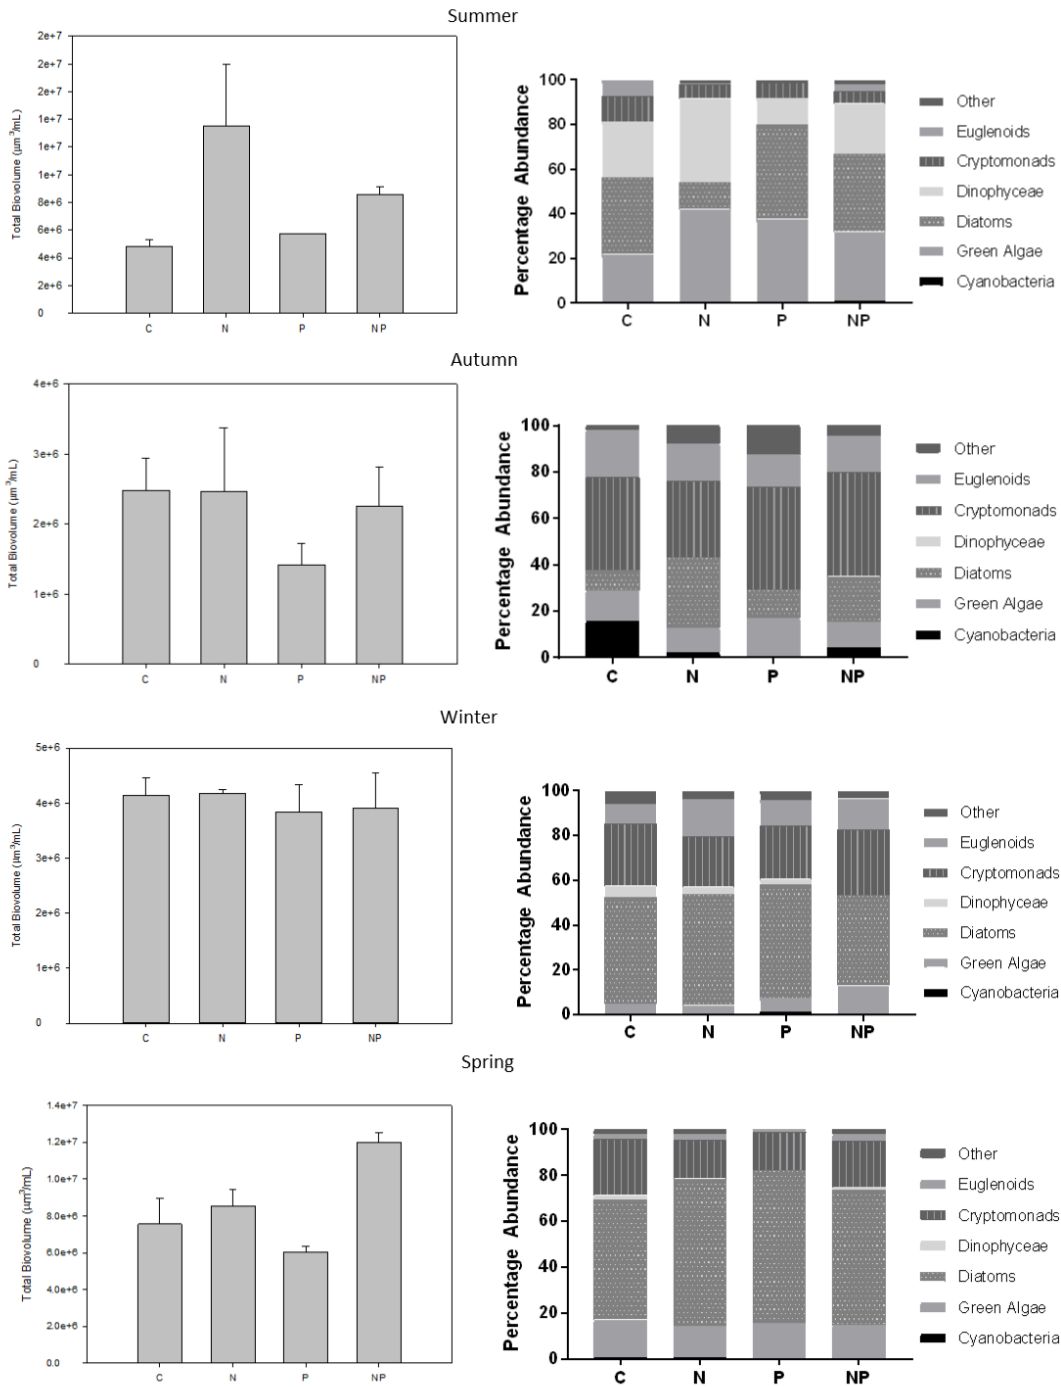 Summer
Total Biovolume (µm³/mL)
2e+7
2e+7
2e+7
1e+7
1e+7
1e+7
8e+6
6e+6
4e+6
2e+6
0
C N P NP
Percentage Abundance
100
80
60
40
20
0
C N P NP
Other
Euglenoids
Cryptomonads
Dinophyceae
Diatoms
Green Algae
Cyanobacteria
Autumn
Total Biovolume (µm³/mL)
4e+6
3e+6
2e+6
1e+6
0
C N P NP
Percentage Abundance
100
80
60
40
20
0
C N P NP
Other
Euglenoids
Cryptomonads
Dinophyceae
Diatoms
Green Algae
Cyanobacteria
Winter
Total Biovolume (µm³/mL)
5e+6
4e+6
3e+6
2e+6
1e+6
0
C N P NP
Percentage Abundance
100
80
60
40
20
0
C N P NP
Other
Euglenoids
Cryptomonads
Dinophyceae
Diatoms
Green Algae
Cyanobacteria
Spring
Total Biovolume (µm³/mL)
1.4e+7
1.2e+7
1.0e+7
8.0e+6
6.0e+6
4.0e+6
2.0e+6
0.0
C N P NP
Percentage Abundance
100
80
60
40
20
0
C N P NP
Other
Euglenoids
Cryptomonads
Dinophyceae
Diatoms
Green Algae
Cyanobacteria